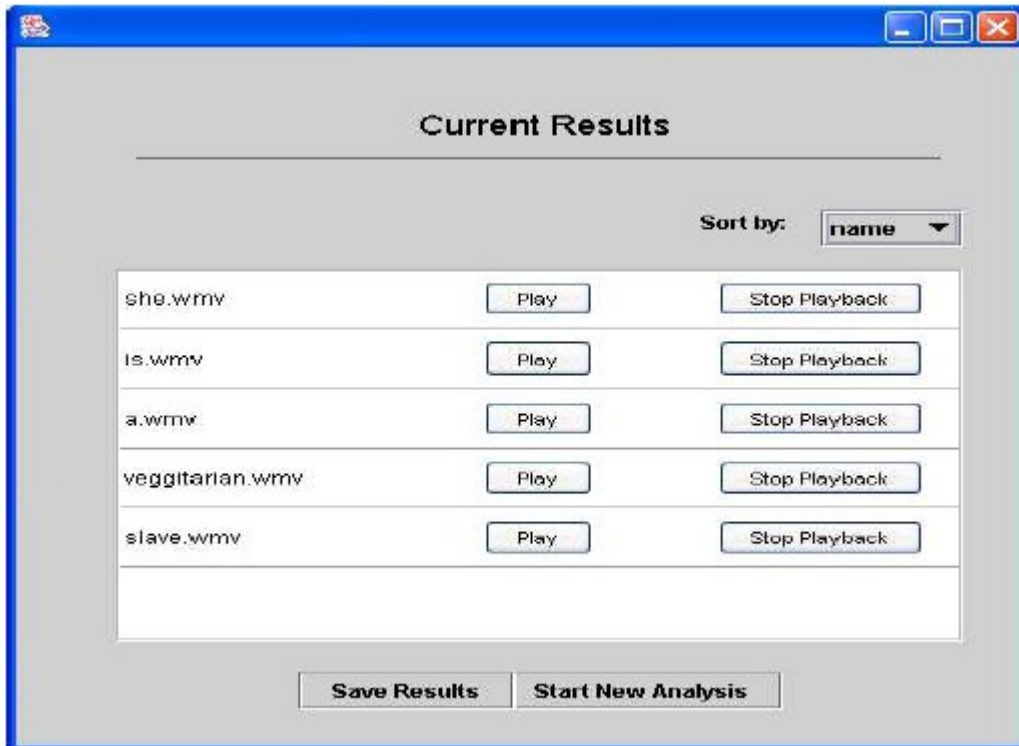 Current Results
Sort by: name
she.wmv Play Stop Playback
is.wmv Play Stop Playback
a.wmv Play Stop Playback
veggitarian.wmv Play Stop Playback
slave.wmv Play Stop Playback
Save Results Start New Analysis